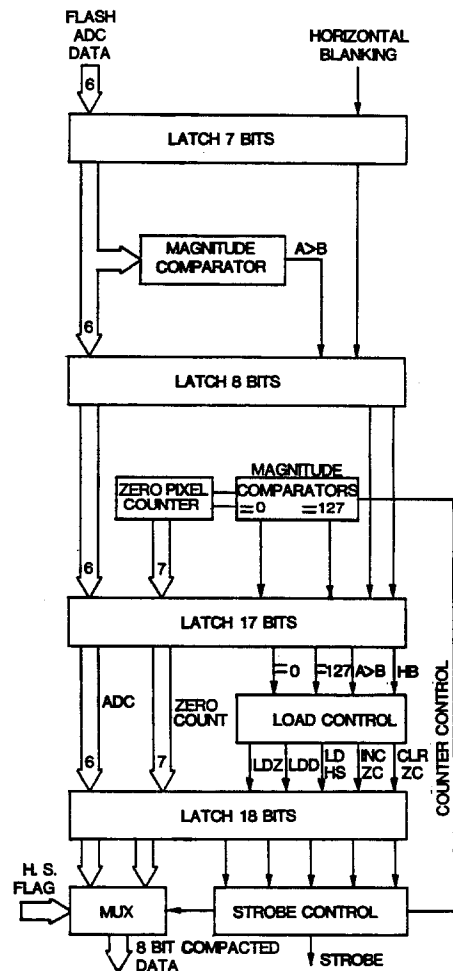 FLASH
ADC
DATA
HORIZONTAL
BLANKING
6
LATCH 7 BITS
MAGNITUDE
COMPARATOR
A>B
6
LATCH 8 BITS
MAGNITUDE
ZERO PIXEL
COUNTER
COMPARATORS
=0 =127
6 7
LATCH 17 BITS
=0 =127 A>B HB
ADC
ZERO
COUNT
LOAD CONTROL
COUNTER CONTROL
6 7
LDZ LDD LD
HS INC
ZC CLR
ZC
LATCH 18 BITS
H. S.
FLAG
MUX
STROBE CONTROL
8 BIT COMPACTED
DATA
STROBE